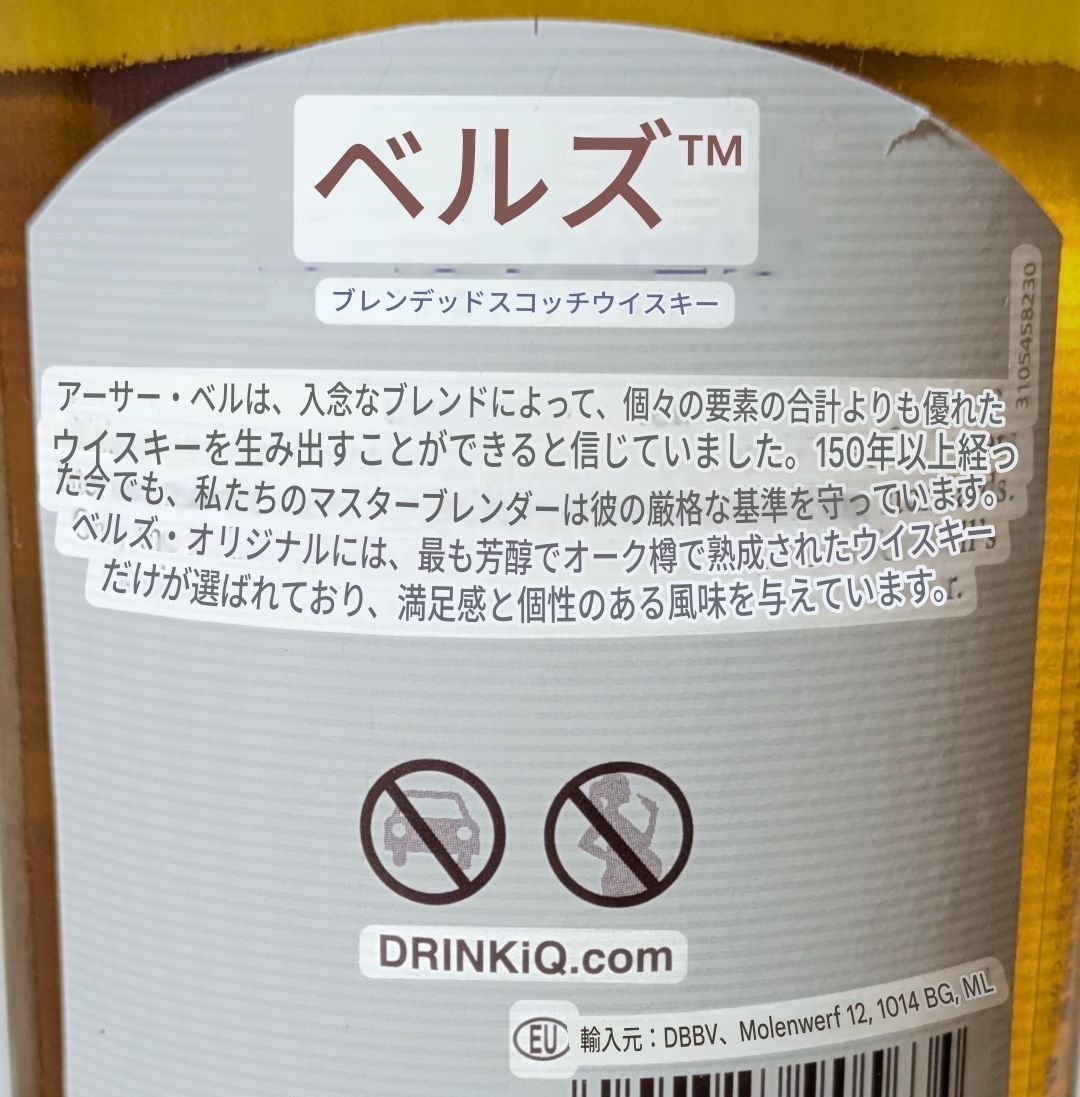 ベルズ™
ブレンデッドスコッチウイスキー
3105458230
アーサー・ベルは、入念なブレンドによって、個々の要素の合計よりも優れた
ウイスキーを生み出すことができると信じていました。150年以上経っ
た今でも、私たちのマスターブレンダーは彼の厳格な基準を守っています。
ベルズ・オリジナルには、最も芳醇でオーク樽で熟成されたウイスキー
だけが選ばれており、満足感と個性のある風味を与えています。
DRINKiQ.com
EU 輸入元：DBBV、Molenwerf 12, 1014 BG, ML